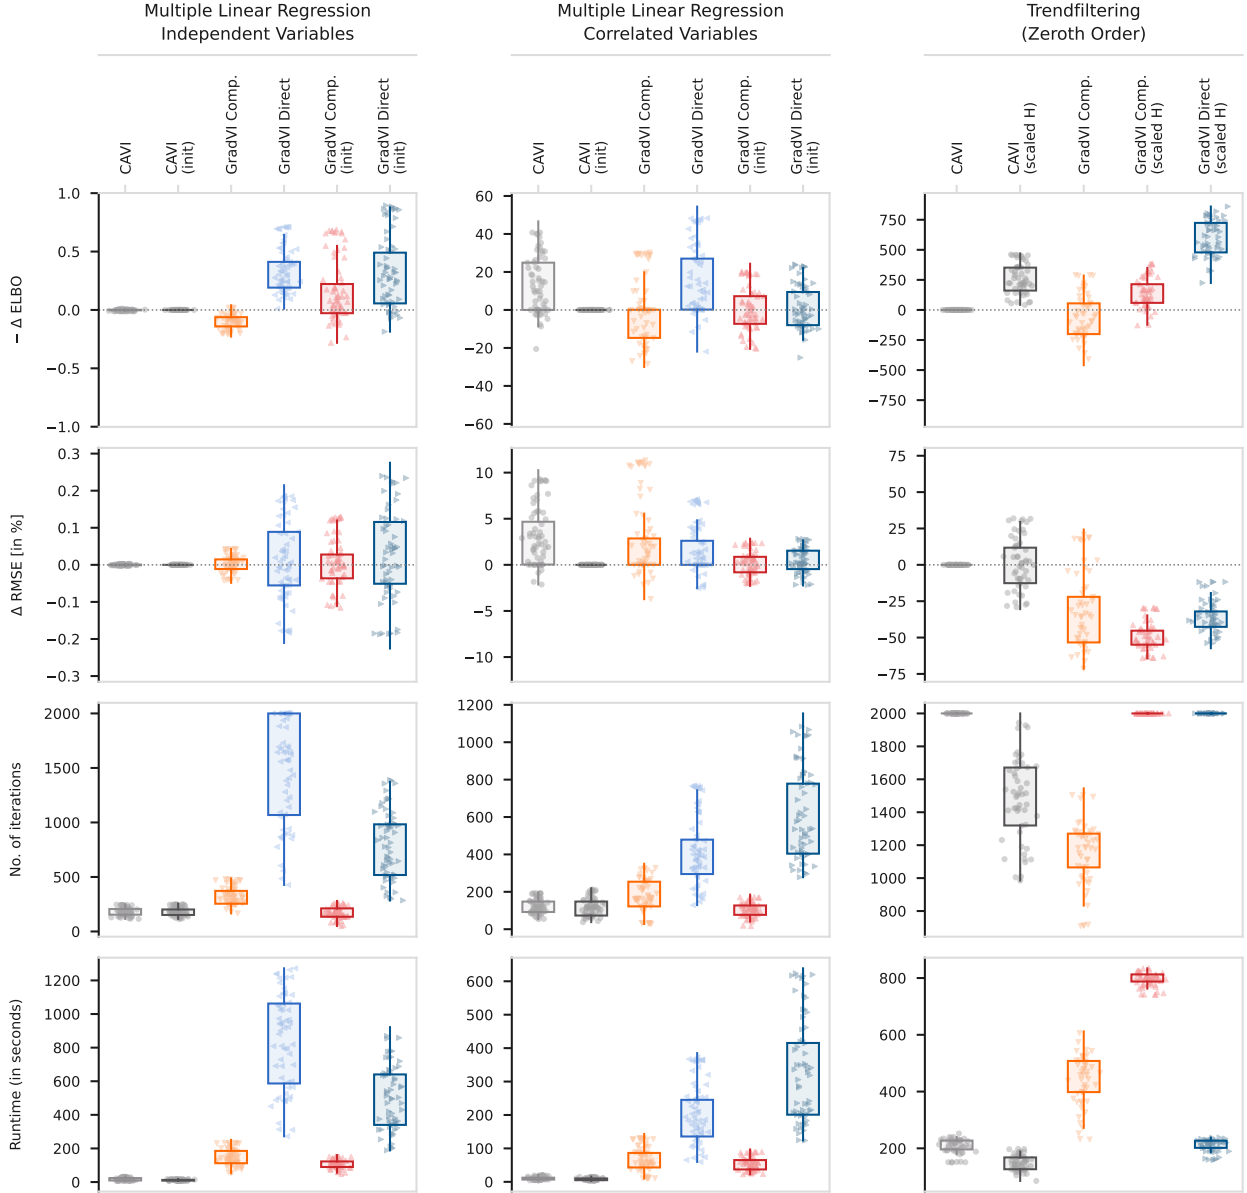 Multiple Linear Regression
Independent Variables
Multiple Linear Regression
Correlated Variables
Trendfiltering
(Zeroth Order)
CAVI
CAVI
(init)
GradVI Comp.
GradVI Direct
GradVI Comp.
(init)
GradVI Direct
(init)
CAVI
CAVI
(init)
GradVI Comp.
GradVI Direct
GradVI Comp.
(init)
GradVI Direct
(init)
CAVI
CAVI
(scaled H)
GradVI Comp.
GradVI Comp.
(scaled H)
GradVI Direct
(scaled H)
− Δ ELBO
1.0
0.5
0.0
−0.5
−1.0
60
40
20
0
−20
−40
−60
750
500
250
0
−250
−500
−750
Δ RMSE [in %]
0.3
0.2
0.1
0.0
−0.1
−0.2
−0.3
10
5
0
−5
−10
75
50
25
0
−25
−50
−75
No. of iterations
2000
1500
1000
500
0
1200
1000
800
600
400
200
0
2000
1800
1600
1400
1200
1000
800
Runtime (in seconds)
1200
1000
800
600
400
200
0
600
500
400
300
200
100
0
800
600
400
200